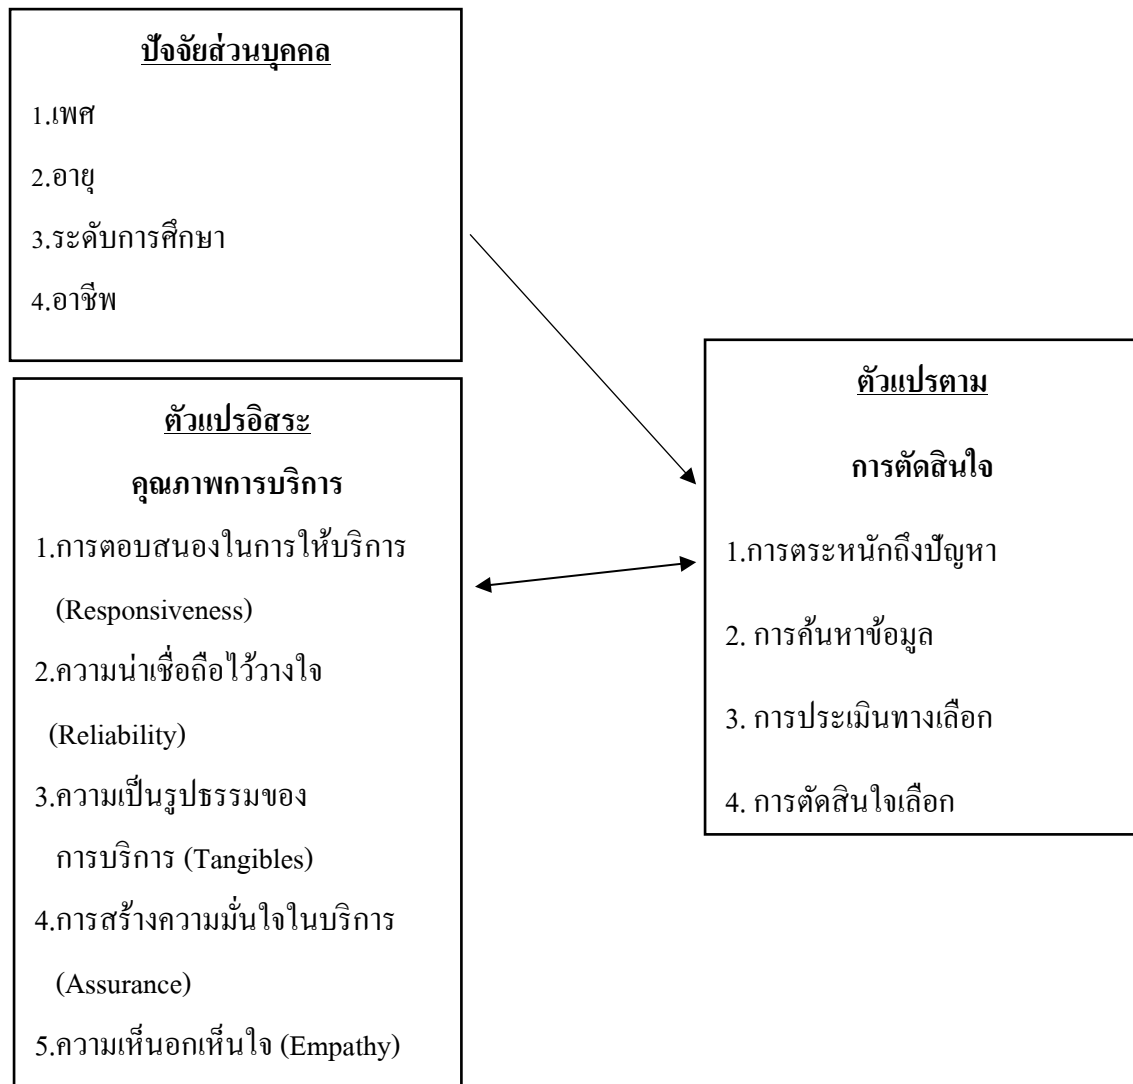 ปัจจัยส่วนบุคคล
1.เพศ
2.อายุ
3.ระดับการศึกษา
4.อาชีพ
ตัวแปรอิสระ
คุณภาพการบริการ
1.การตอบสนองในการให้บริการ
(Responsiveness)
2.ความน่าเชื่อถือไว้วางใจ
(Reliability)
3.ความเป็นรูปธรรมของ
การบริการ (Tangibles)
4.การสร้างความมั่นใจในบริการ
(Assurance)
5.ความเห็นอกเห็นใจ (Empathy)
ตัวแปรตาม
การตัดสินใจ
1.การตระหนักถึงปัญหา
2. การค้นหาข้อมูล
3. การประเมินทางเลือก
4. การตัดสินใจเลือก